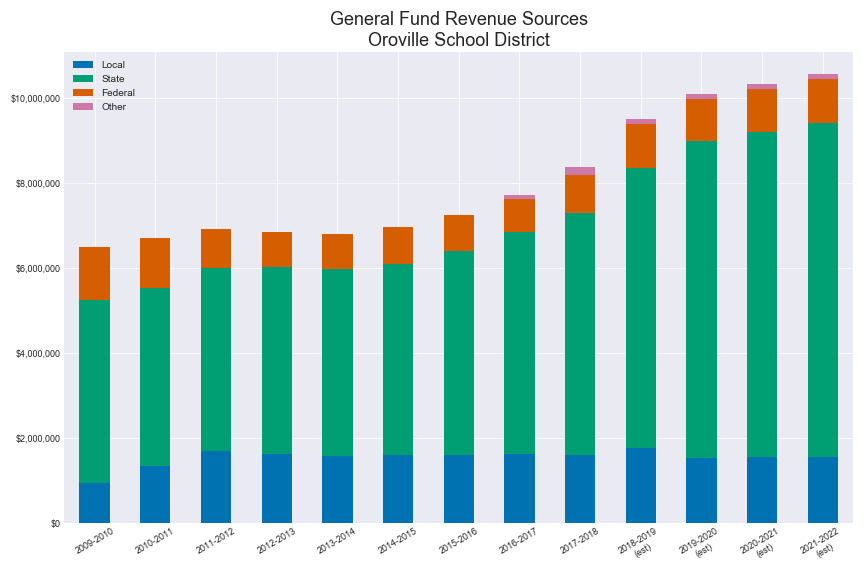 General Fund Revenue Sources
Oroville School District
Local
State
Federal
Other
$10,000,000
$8,000,000
$6,000,000
$4,000,000
$2,000,000
$0
2009-2010
2010-2011
2011-2012
2012-2013
2013-2014
2014-2015
2015-2016
2016-2017
2017-2018
2018-2019
(est)
2019-2020
(est)
2020-2021
(est)
2021-2022
(est)